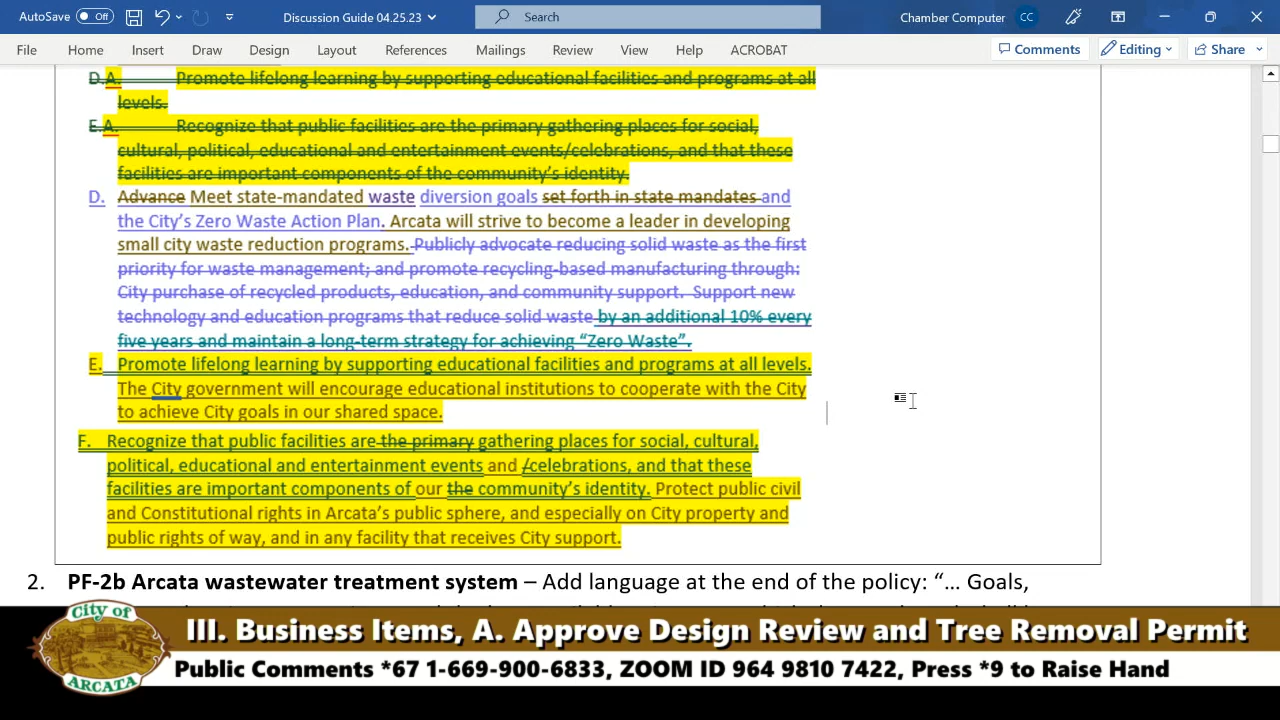 AutoSave Off Discussion Guide 04.25.23 Search Chamber Computer CC
File Home Insert Draw Design Layout References Mailings Review View Help ACROBAT Comments Editing Share
D.A. Promote lifelong learning by supporting educational facilities and programs at all
levels.
E.A. Recognize that public facilities are the primary gathering places for social,
cultural, political, educational and entertainment events/celebrations, and that these
facilities are important components of the community's identity.
D. Advance Meet state-mandated waste diversion goals set forth in state mandates and
the City's Zero Waste Action Plan. Arcata will strive to become a leader in developing
small city waste reduction programs. Publicly advocate reducing solid waste as the first
priority for waste management; and promote recycling-based manufacturing through:
City purchase of recycled products, education, and community support. Support new
technology and education programs that reduce solid waste by an additional 10% every
five years and maintain a long-term strategy for achieving "Zero Waste".
E. Promote lifelong learning by supporting educational facilities and programs at all levels.
The City government will encourage educational institutions to cooperate with the City
to achieve City goals in our shared space.
F. Recognize that public facilities are the primary gathering places for social, cultural,
political, educational and entertainment events and /celebrations, and that these
facilities are important components of our the community's identity. Protect public civil
and Constitutional rights in Arcata's public sphere, and especially on City property and
public rights of way, and in any facility that receives City support.
2. PF-2b Arcata wastewater treatment system – Add language at the end of the policy: "... Goals,
City of
ARCATA
III. Business Items, A. Approve Design Review and Tree Removal Permit
Public Comments *67 1-669-900-6833, ZOOM ID 964 9810 7422, Press *9 to Raise Hand